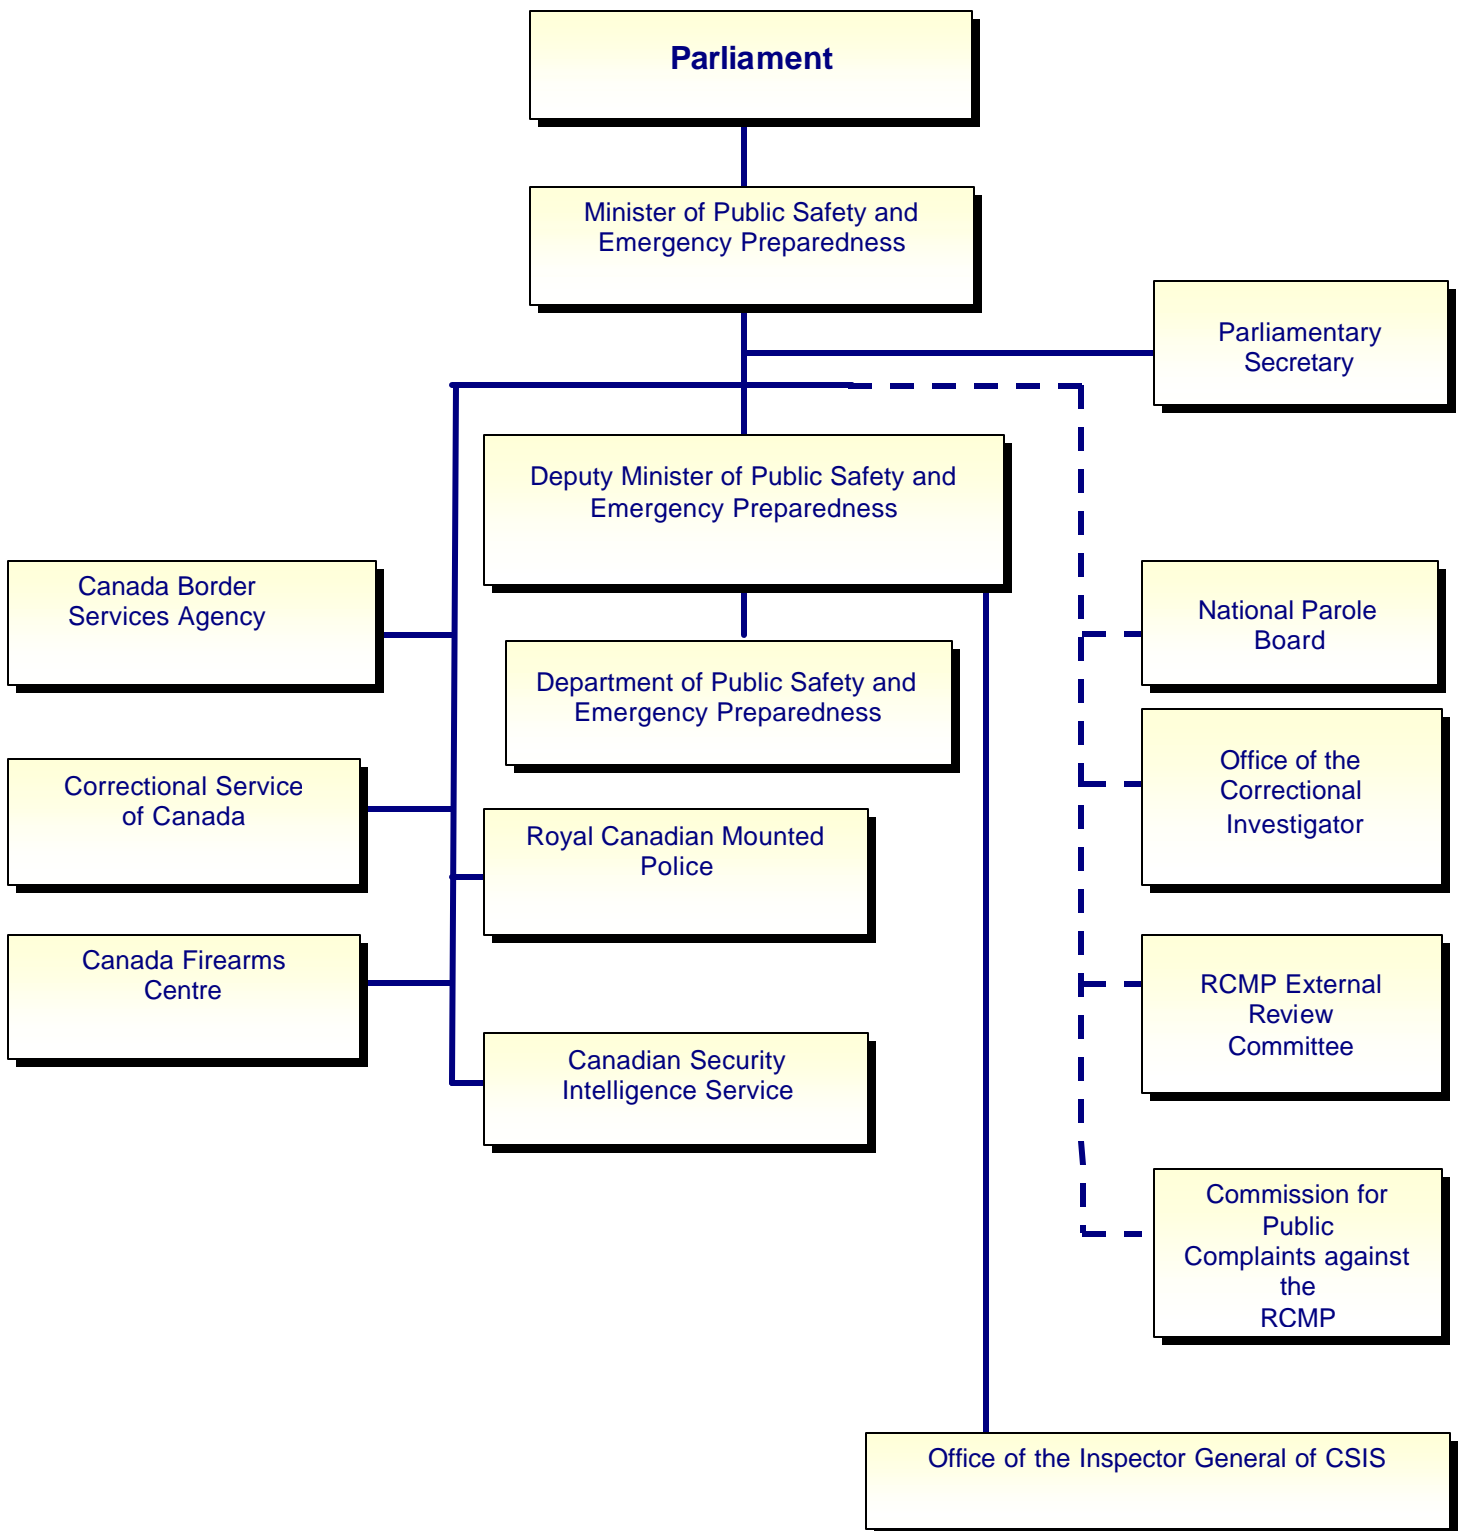 Parliament
Minister of Public Safety and
Emergency Preparedness
Parliamentary
Secretary
Deputy Minister of Public Safety and
Emergency Preparedness
Canada Border
Services Agency
National Parole
Board
Department of Public Safety and
Emergency Preparedness
Correctional Service
of Canada
Office of the
Correctional
Investigator
Royal Canadian Mounted
Police
Canada Firearms
Centre
RCMP External
Review
Committee
Canadian Security
Intelligence Service
Commission for
Public
Complaints against
the
RCMP
Office of the Inspector General of CSIS